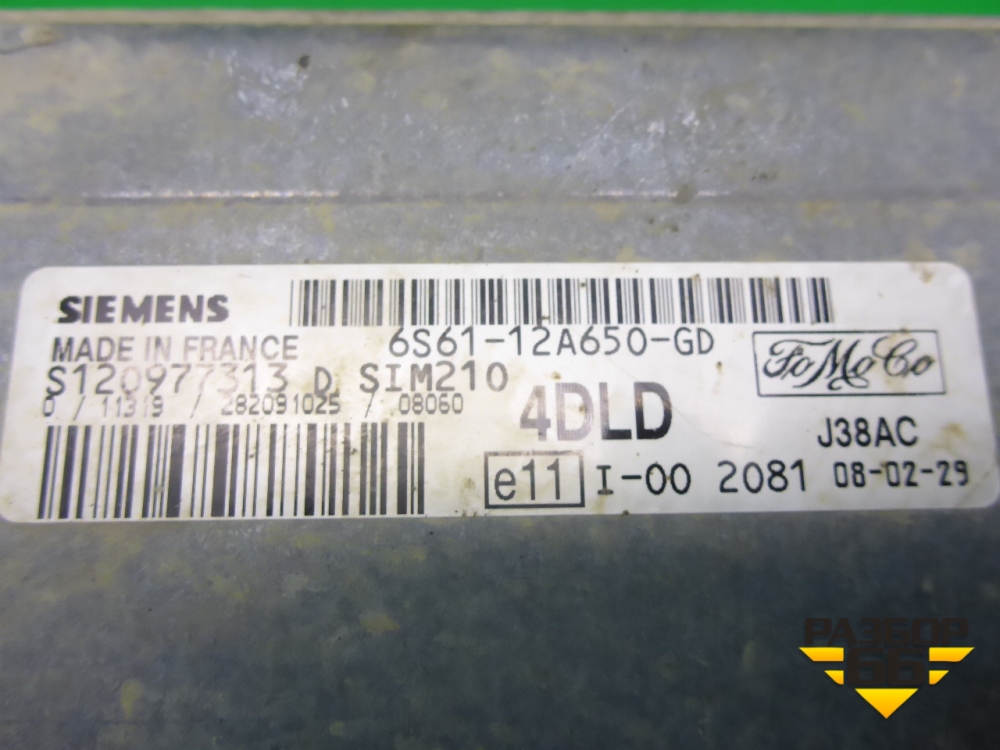 SIEMENS
6S61-12A650-GD
MADE IN FRANCE
S120977313 D SIM210
0 / 11319 / 282091025 / 08060
4DLD
FoMoCo
J38AC
e11 I-00 2081 08-02-29
РАЗБОР
66